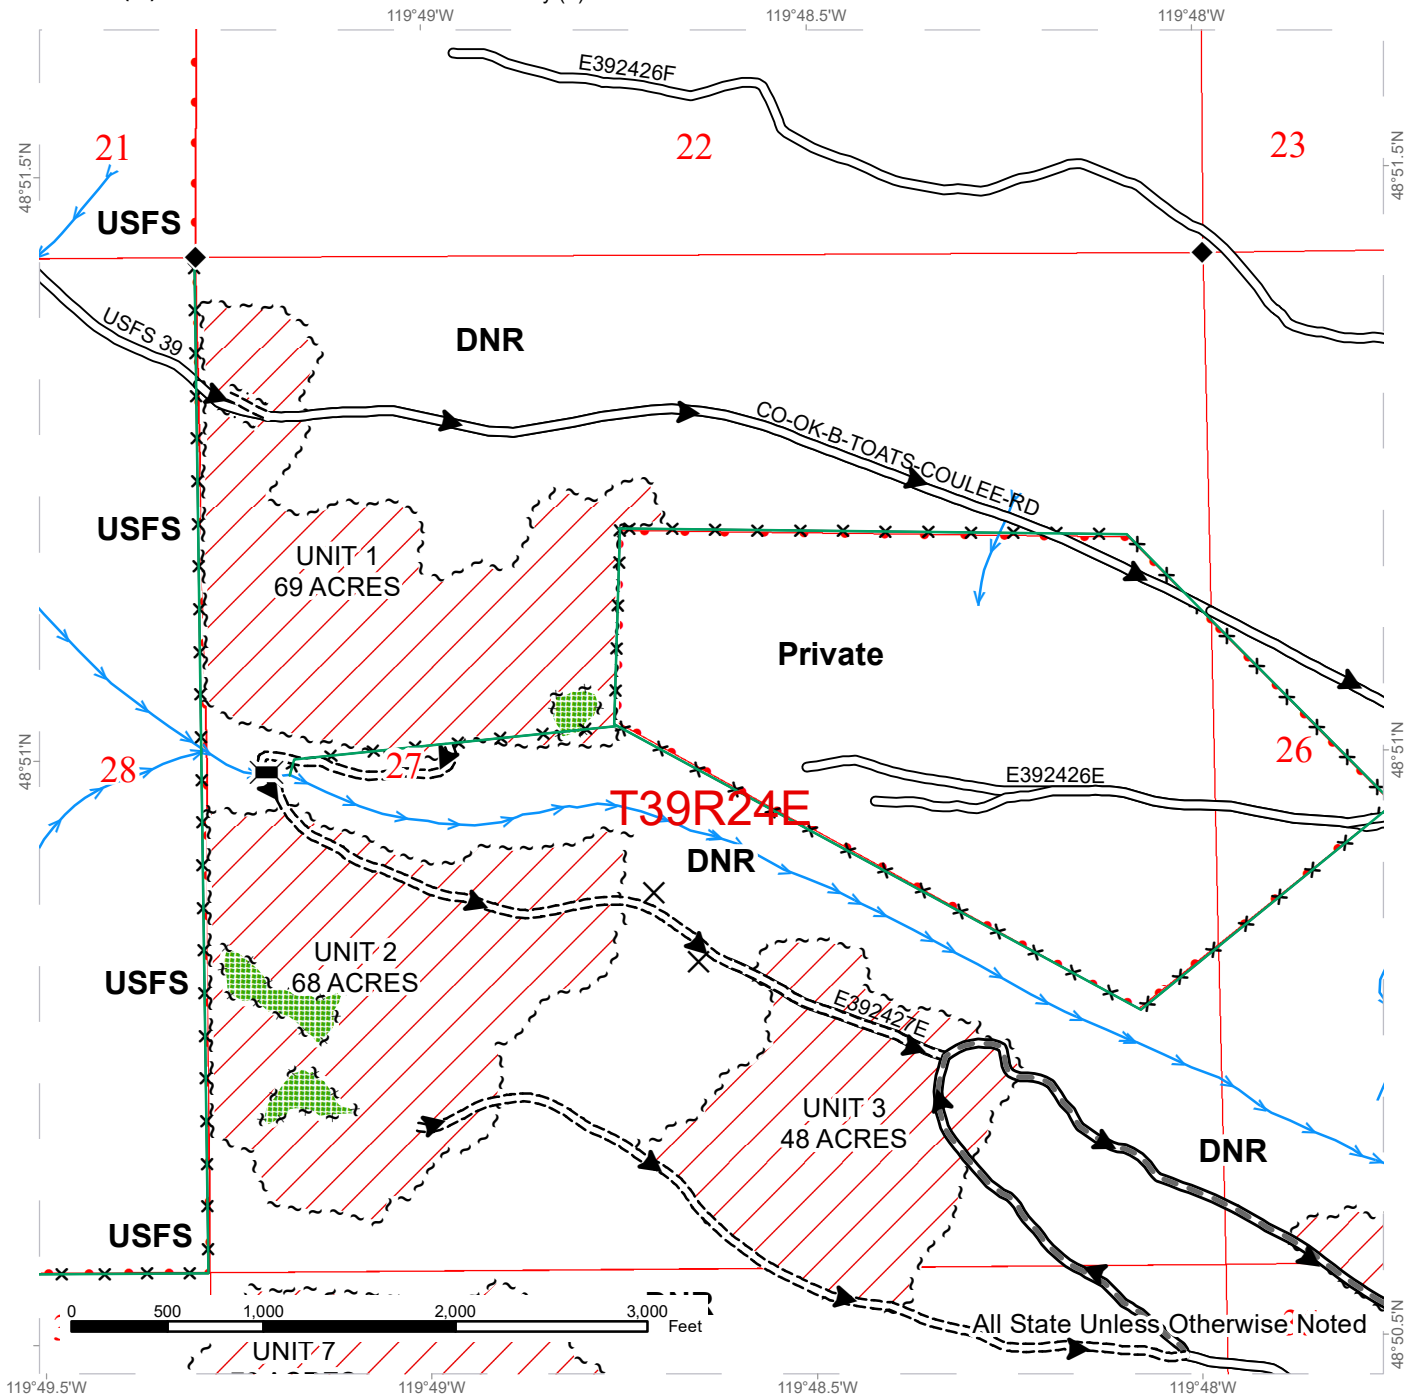 119°49'W
119°48.5'W
119°48'W
E392426F
21
22
23
48°51.5'N
48°51.5'N
USFS
USFS 39
DNR
CO-OK-B-TOATS-COULEE-RD
USFS
UNIT 1
69 ACRES
Private
48°51'N
48°51'N
28
27
26
E392426E
T39R24E
DNR
UNIT 2
68 ACRES
USFS
E392427E
UNIT 3
48 ACRES
DNR
USFS
DNR
0
500
1,000
2,000
3,000
Feet
All State Unless Otherwise Noted
48°50.5'N
UNIT 7
119°49.5'W
119°49'W
119°48.5'W
119°48'W